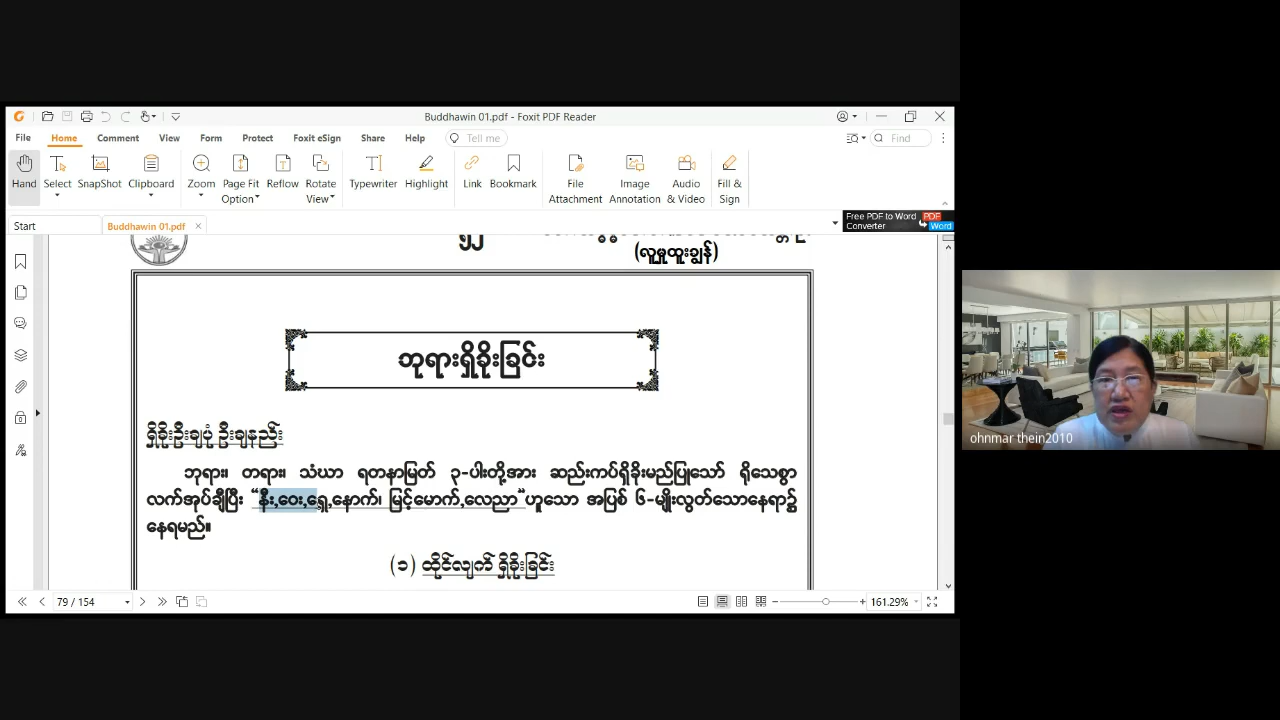 Buddhawin 01.pdf - Foxit PDF Reader
File Home Comment View Form Protect Foxit eSign Share Help Tell me Find
Hand Select SnapShot Clipboard Zoom Page Fit Option Reflow Rotate View Typewriter Highlight Link Bookmark File Attachment Image Annotation Audio & Video Fill & Sign
Start Buddhawin 01.pdf
Free PDF to Word Converter PDF Word
(လူမှုထူးချွန်)
ဘုရားရှိခိုးခြင်း
ရှိခိုးဦးချပုံ ဦးချနည်း
ဘုရား၊ တရား၊ သံဃာ ရတနာမြတ် ၃-ပါးတို့အား ဆည်းကပ်ရှိခိုးမည်ပြုသော် ရိုသေစွာ
လက်အုပ်ချီပြီး “နီး,ဝေး,ရှေ့,နောက်၊ မြင့်မောက်,လေညာ“ဟူသော အပြစ် ၆-မျိုးလွတ်သောနေရာ၌
နေရမည်။
(၁) ထိုင်လျက် ရှိခိုးခြင်း
79 / 154
161.29%
ohnmar thein2010